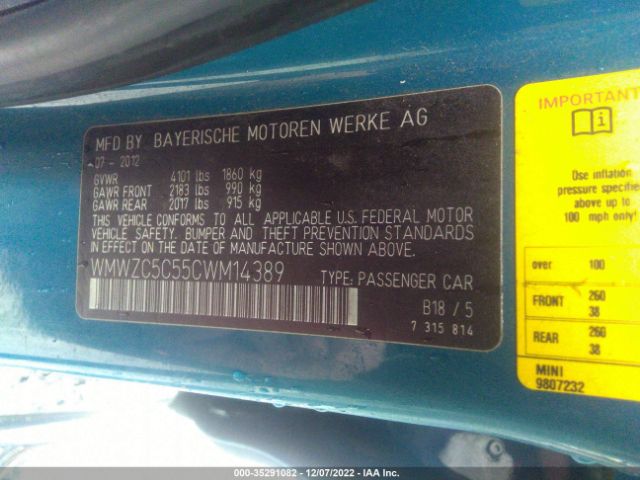 MFD BY BAYERISCHE MOTOREN WERKE AG
07 - 2012
GVWR 4101 lbs 1860 kg
GAWR FRONT 2183 lbs 990 kg
GAWR REAR 2017 lbs 915 kg
THIS VEHICLE CONFORMS TO ALL APPLICABLE U.S. FEDERAL MOTOR
VEHICLE SAFETY, BUMPER AND THEFT PREVENTION STANDARDS
IN EFFECT ON THE DATE OF MANUFACTURE SHOWN ABOVE.
WMWZC5C55CWM14389
TYPE: PASSENGER CAR
B18 / 5
7 315 814
IMPORTANT
i
Use inflation
pressure specifie
above as up to
100 mph only!
over 100
FRONT 260
38
REAR 260
38
MINI
9807232
000-35291082 - 12/07/2022 - IAA Inc.